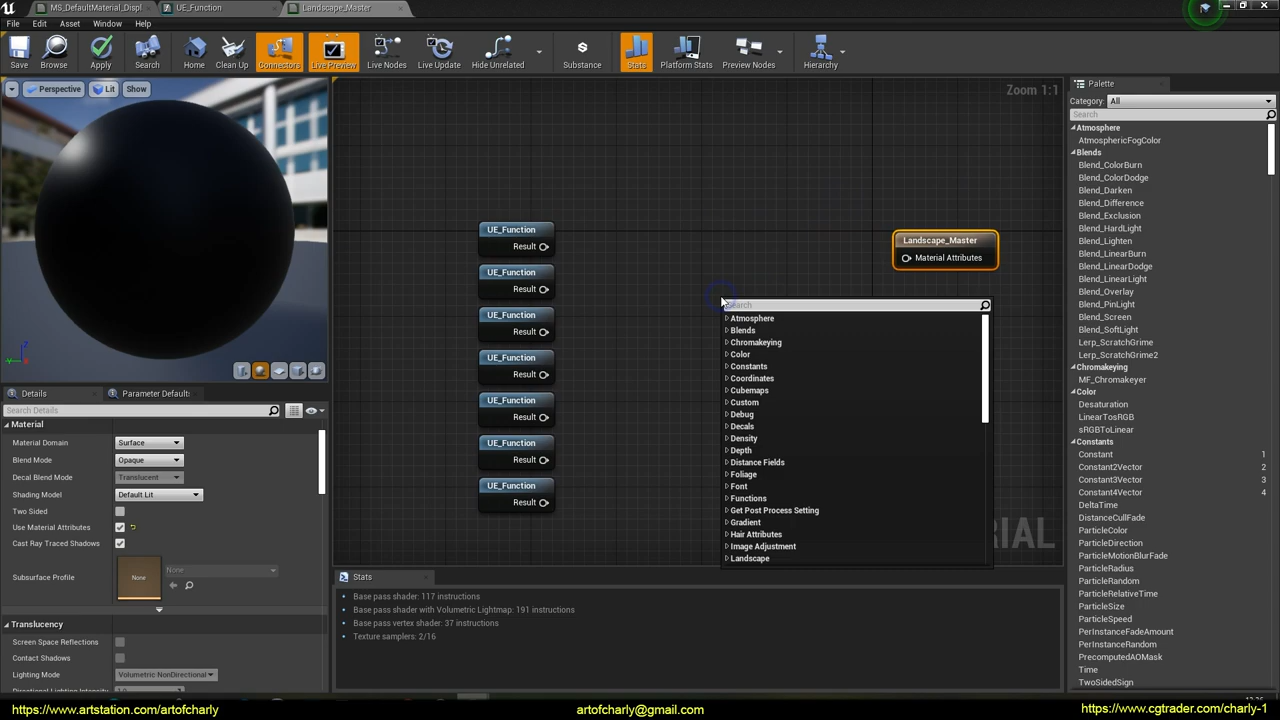 MS_DefaultMaterial_Displ
UE_Function
Landscape_Master
File Edit Asset Window Help
Save Browse Apply Search Home Clean Up Connectors Live Preview Live Nodes Live Update Hide Unrelated Substance Stats Platform Stats Preview Nodes Hierarchy
Perspective Lit Show
Zoom 1:1
UE_Function
Result
UE_Function
Result
UE_Function
Result
UE_Function
Result
UE_Function
Result
UE_Function
Result
UE_Function
Result
Landscape_Master
Material Attributes
Search
Atmosphere
Blends
Chromakeying
Color
Constants
Coordinates
Cubemaps
Custom
Debug
Decals
Density
Depth
Distance Fields
Foliage
Font
Functions
Get Post Process Setting
Gradient
Hair Attributes
Image Adjustment
Landscape
Details Parameter Default:
Search Details
Material
Material Domain Surface
Blend Mode Opaque
Decal Blend Mode Translucent
Shading Model Default Lit
Two Sided
Use Material Attributes
Cast Ray Traced Shadows
Subsurface Profile None None
Translucency
Screen Space Reflections
Contact Shadows
Lighting Mode Volumetric NonDirectional
Directional Lighting Intensity
Stats
Base pass shader: 117 instructions
Base pass shader with Volumetric Lightmap: 191 instructions
Base pass vertex shader: 37 instructions
Texture samplers: 2/16
Palette
Category: All
Search
Atmosphere
AtmosphericFogColor
Blends
Blend_ColorBurn
Blend_ColorDodge
Blend_Darken
Blend_Difference
Blend_Exclusion
Blend_HardLight
Blend_Lighten
Blend_LinearBurn
Blend_LinearDodge
Blend_LinearLight
Blend_Overlay
Blend_PinLight
Blend_Screen
Blend_SoftLight
Lerp_ScratchGrime
Lerp_ScratchGrime2
Chromakeying
MF_Chromakeyer
Color
Desaturation
LinearTosRGB
sRGBToLinear
Constants
Constant 1
Constant2Vector 2
Constant3Vector 3
Constant4Vector 4
DeltaTime
DistanceCullFade
ParticleColor
ParticleDirection
ParticleMotionBlurFade
ParticleRadius
ParticleRandom
ParticleRelativeTime
ParticleSize
ParticleSpeed
PerInstanceFadeAmount
PerInstanceRandom
PrecomputedAOMask
Time
TwoSidedSign
https://www.artstation.com/artofcharly
artofcharly@gmail.com
https://www.cgtrader.com/charly-1